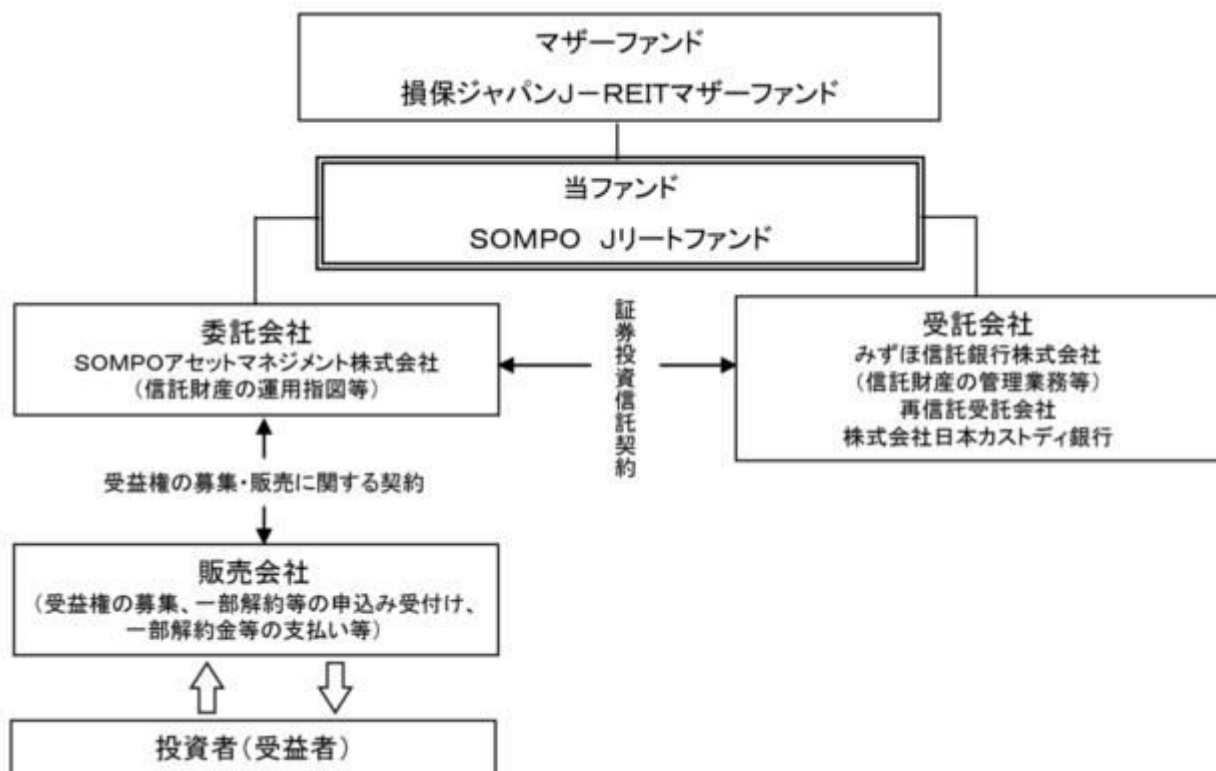 マザーファンド
損保ジャパンJ－REITマザーファンド
当ファンド
SOMPO Jリートファンド
委託会社
SOMPOアセットマネジメント株式会社
（信託財産の運用指図等）
証券投資信託契約
受託会社
みずほ信託銀行株式会社
（信託財産の管理業務等）
再信託受託会社
株式会社日本カストディ銀行
受益権の募集・販売に関する契約
販売会社
（受益権の募集、一部解約等の申込み受付け、
一部解約金等の支払い等）
投資者（受益者）